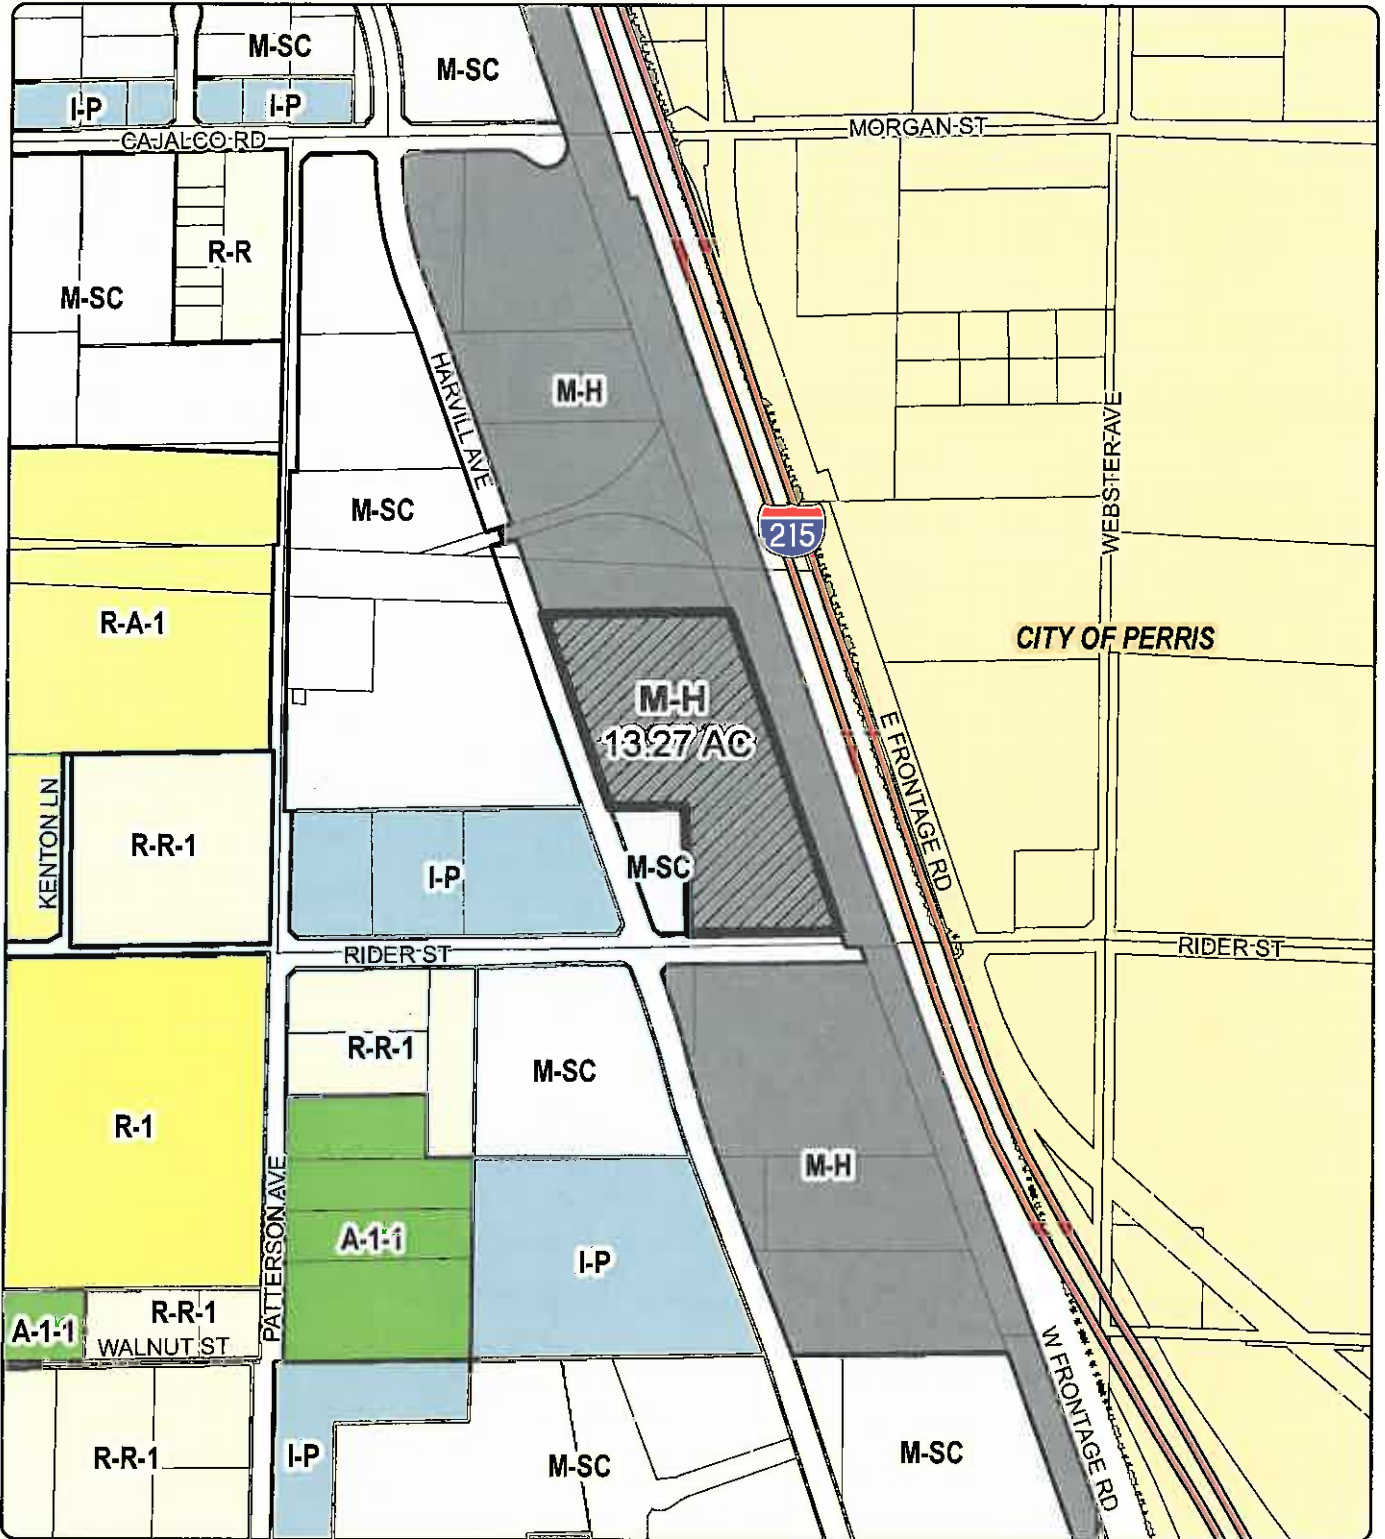 M-SC
M-SC
I-P
I-P
CAJALCO RD
MORGAN ST
R-R
M-SC
HARVILL AVE
M-H
WEBSTER AVE
M-SC
215
R-A-1
CITY OF PERRIS
M-H
13.27 AC
E FRONTAGE RD
KENTON LN
R-R-1
I-P
M-SC
RIDER ST
RIDER ST
R-R-1
M-SC
R-1
M-H
PATTERSON AVE
A-1-1
I-P
A-1-1
R-R-1
WALNUT ST
W FRONTAGE RD
R-R-1
I-P
M-SC
M-SC